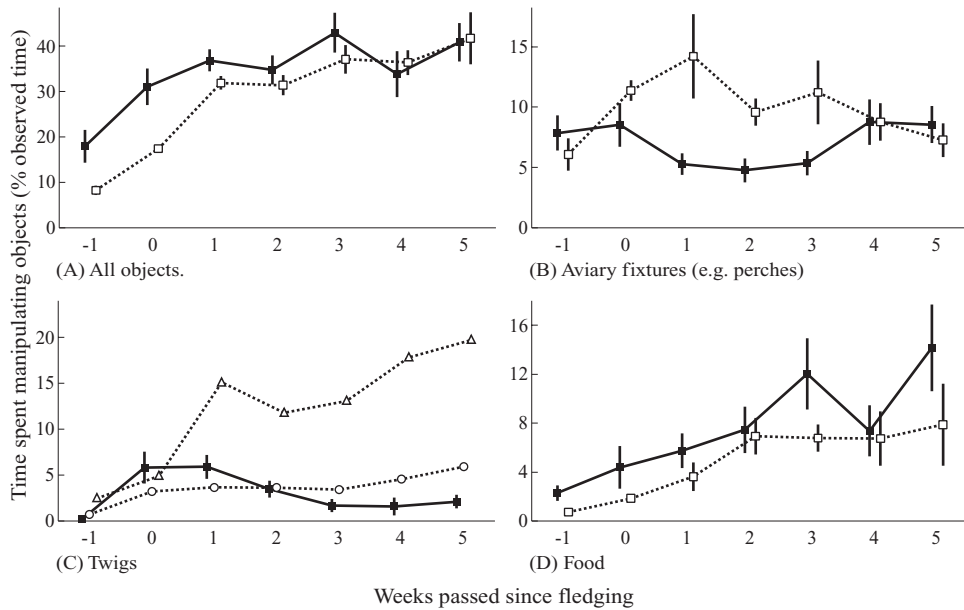 Time spent manipulating objects (% observed time)
40
30
20
10
0
-1 0 1 2 3 4 5
(A) All objects.
15
10
5
0
-1 0 1 2 3 4 5
(B) Aviary fixtures (e.g. perches)
20
15
10
5
0
-1 0 1 2 3 4 5
(C) Twigs
16
12
8
4
0
-1 0 1 2 3 4 5
(D) Food
Weeks passed since fledging